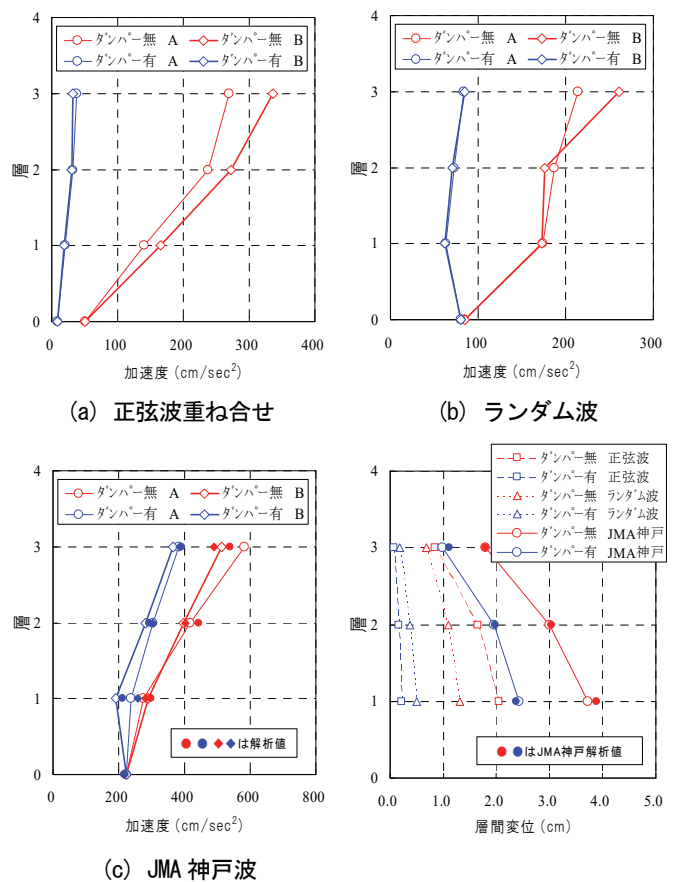 4
3
2
1
0
層
ダンパー無 A ダンパー無 B
ダンパー有 A ダンパー有 B
0 100 200 300 400
加速度 (cm/sec²)
(a) 正弦波重ね合せ
4
3
2
1
0
層
ダンパー無 A ダンパー無 B
ダンパー有 A ダンパー有 B
0 100 200 300
加速度 (cm/sec²)
(b) ランダム波
4
3
2
1
0
層
ダンパー無 A ダンパー無 B
ダンパー有 A ダンパー有 B
は解析値
0 200 400 600 800
加速度 (cm/sec²)
(c) JMA 神戸波
4
3
2
1
0
層
ダンパー無 正弦波
ダンパー有 正弦波
ダンパー無 ランダム波
ダンパー有 ランダム波
ダンパー無 JMA神戸
ダンパー有 JMA神戸
はJMA神戸解析値
0.0 1.0 2.0 3.0 4.0 5.0
層間変位 (cm)